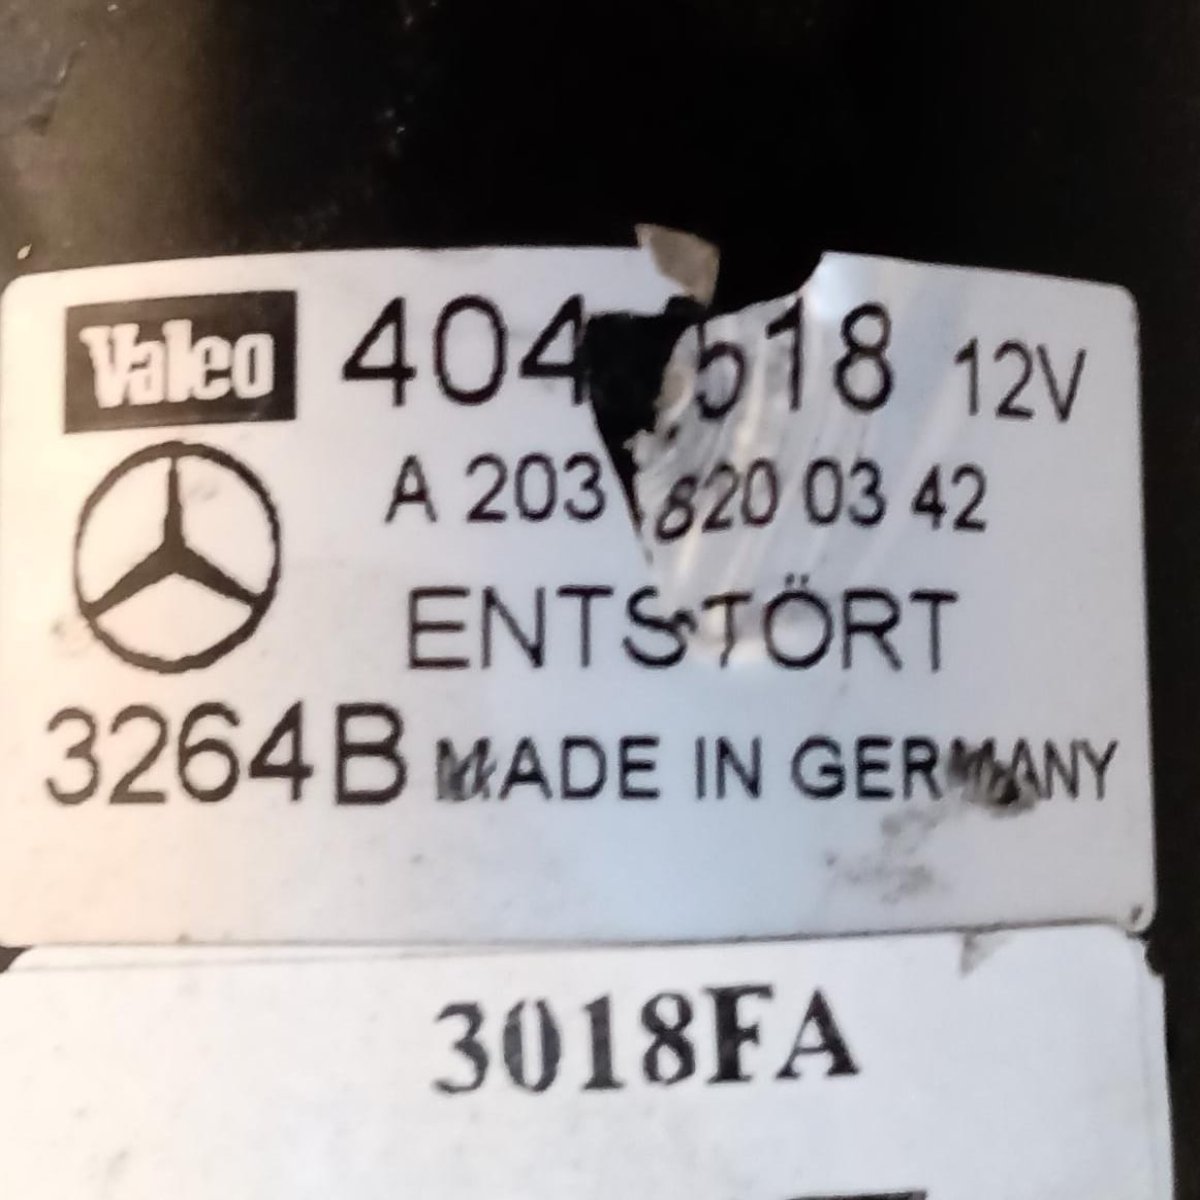 Valeo 404 518 12V
A 203 820 03 42
ENTSTÖRT
3264B MADE IN GERMANY
3018FA